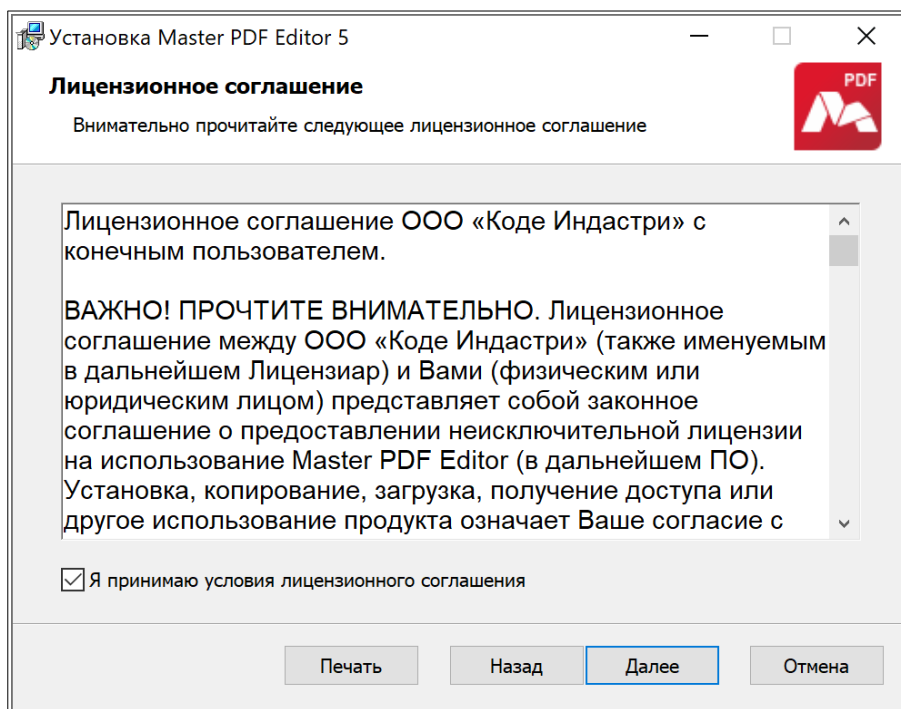 Установка Master PDF Editor 5
Лицензионное соглашение
Внимательно прочитайте следующее лицензионное соглашение
PDF
Лицензионное соглашение ООО «Коде Индастри» с
конечным пользователем.
ВАЖНО! ПРОЧТИТЕ ВНИМАТЕЛЬНО. Лицензионное
соглашение между ООО «Коде Индастри» (также именуемым
в дальнейшем Лицензиар) и Вами (физическим или
юридическим лицом) представляет собой законное
соглашение о предоставлении неисключительной лицензии
на использование Master PDF Editor (в дальнейшем ПО).
Установка, копирование, загрузка, получение доступа или
другое использование продукта означает Ваше согласие с
Я принимаю условия лицензионного соглашения
Печать Назад Далее Отмена